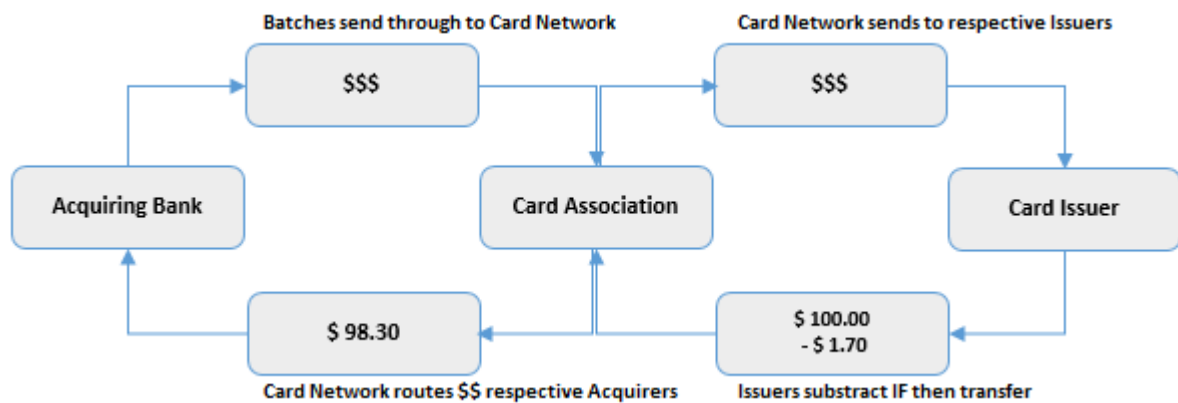 Batches send through to Card Network
Card Network sends to respective Issuers
$$$
$$$
Acquiring Bank
Card Association
Card Issuer
$ 98.30
$ 100.00
- $ 1.70
Card Network routes $$ respective Acquirers
Issuers substract IF then transfer